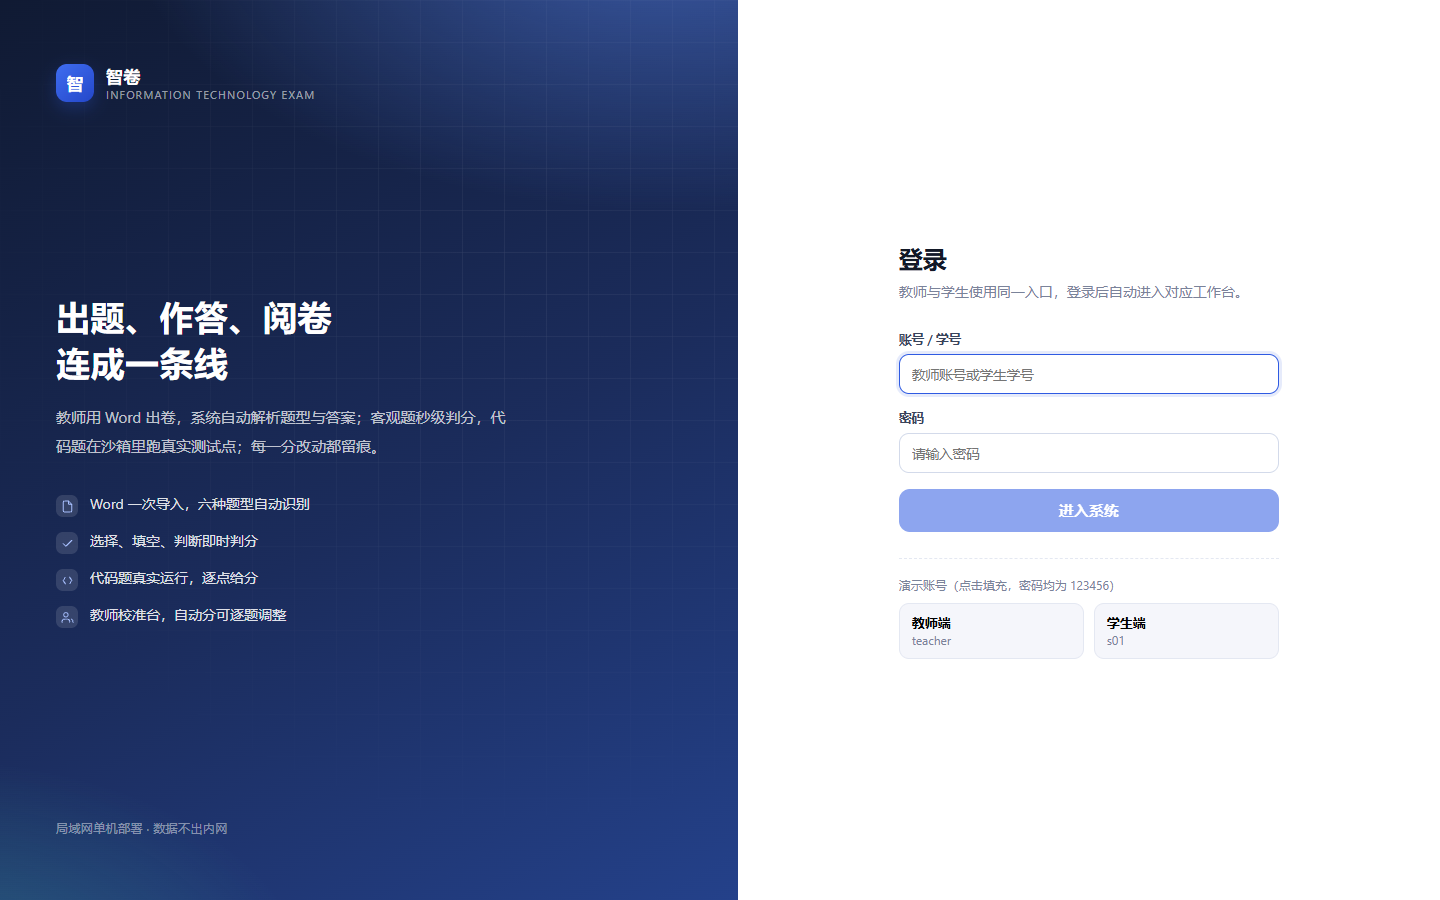 智
智卷
INFORMATION TECHNOLOGY EXAM
出题、作答、阅卷
连成一条线
教师用 Word 出卷，系统自动解析题型与答案；客观题秒级判分，代
码题在沙箱里跑真实测试点；每一分改动都留痕。
Word 一次导入，六种题型自动识别
选择、填空、判断即时判分
代码题真实运行，逐点给分
教师校准台，自动分可逐题调整
局域网单机部署 · 数据不出内网
登录
教师与学生使用同一入口，登录后自动进入对应工作台。
账号 / 学号
教师账号或学生学号
密码
请输入密码
进入系统
演示账号（点击填充，密码均为 123456）
教师端
teacher
学生端
s01